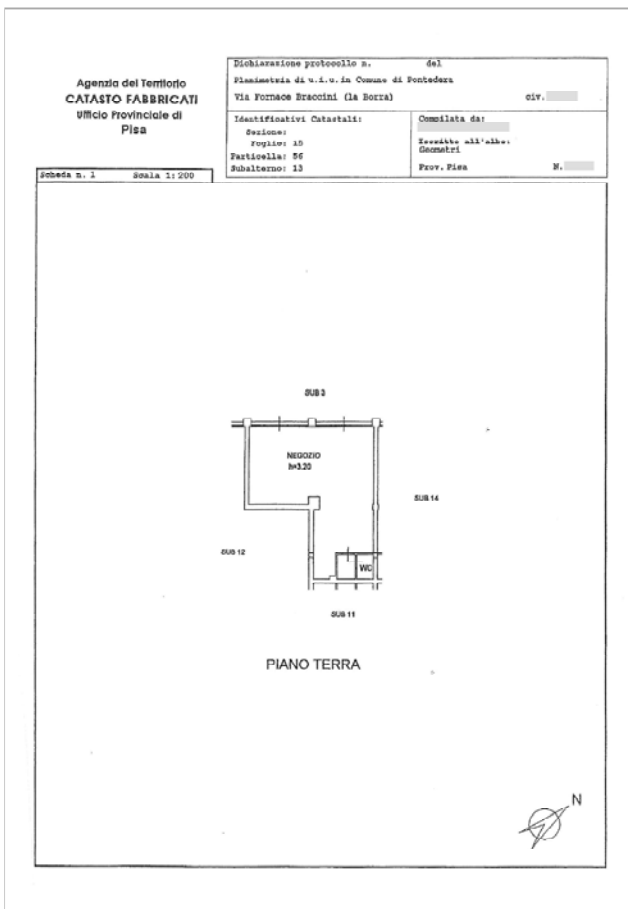 Agenzia del Territorio
CATASTO FABBRICATI
Ufficio Provinciale di
Pisa
Dichiarazione protocollo n. del
Planimetria di u.i.u. in Comune di Pontedera
Via Fornace Braccini (la Borra) civ.
Identificativi Catastali:
Sezione:
Foglio: 15
Particella: 56
Subalterno: 13
Compilata da:
Iscritto all'albo:
Geometri
Prov. Pisa N.
Scheda n. 1 Scala 1:200
SUB 3
NEGOZIO
h=3.20
SUB 14
SUB 12
WC
SUB 11
PIANO TERRA
N